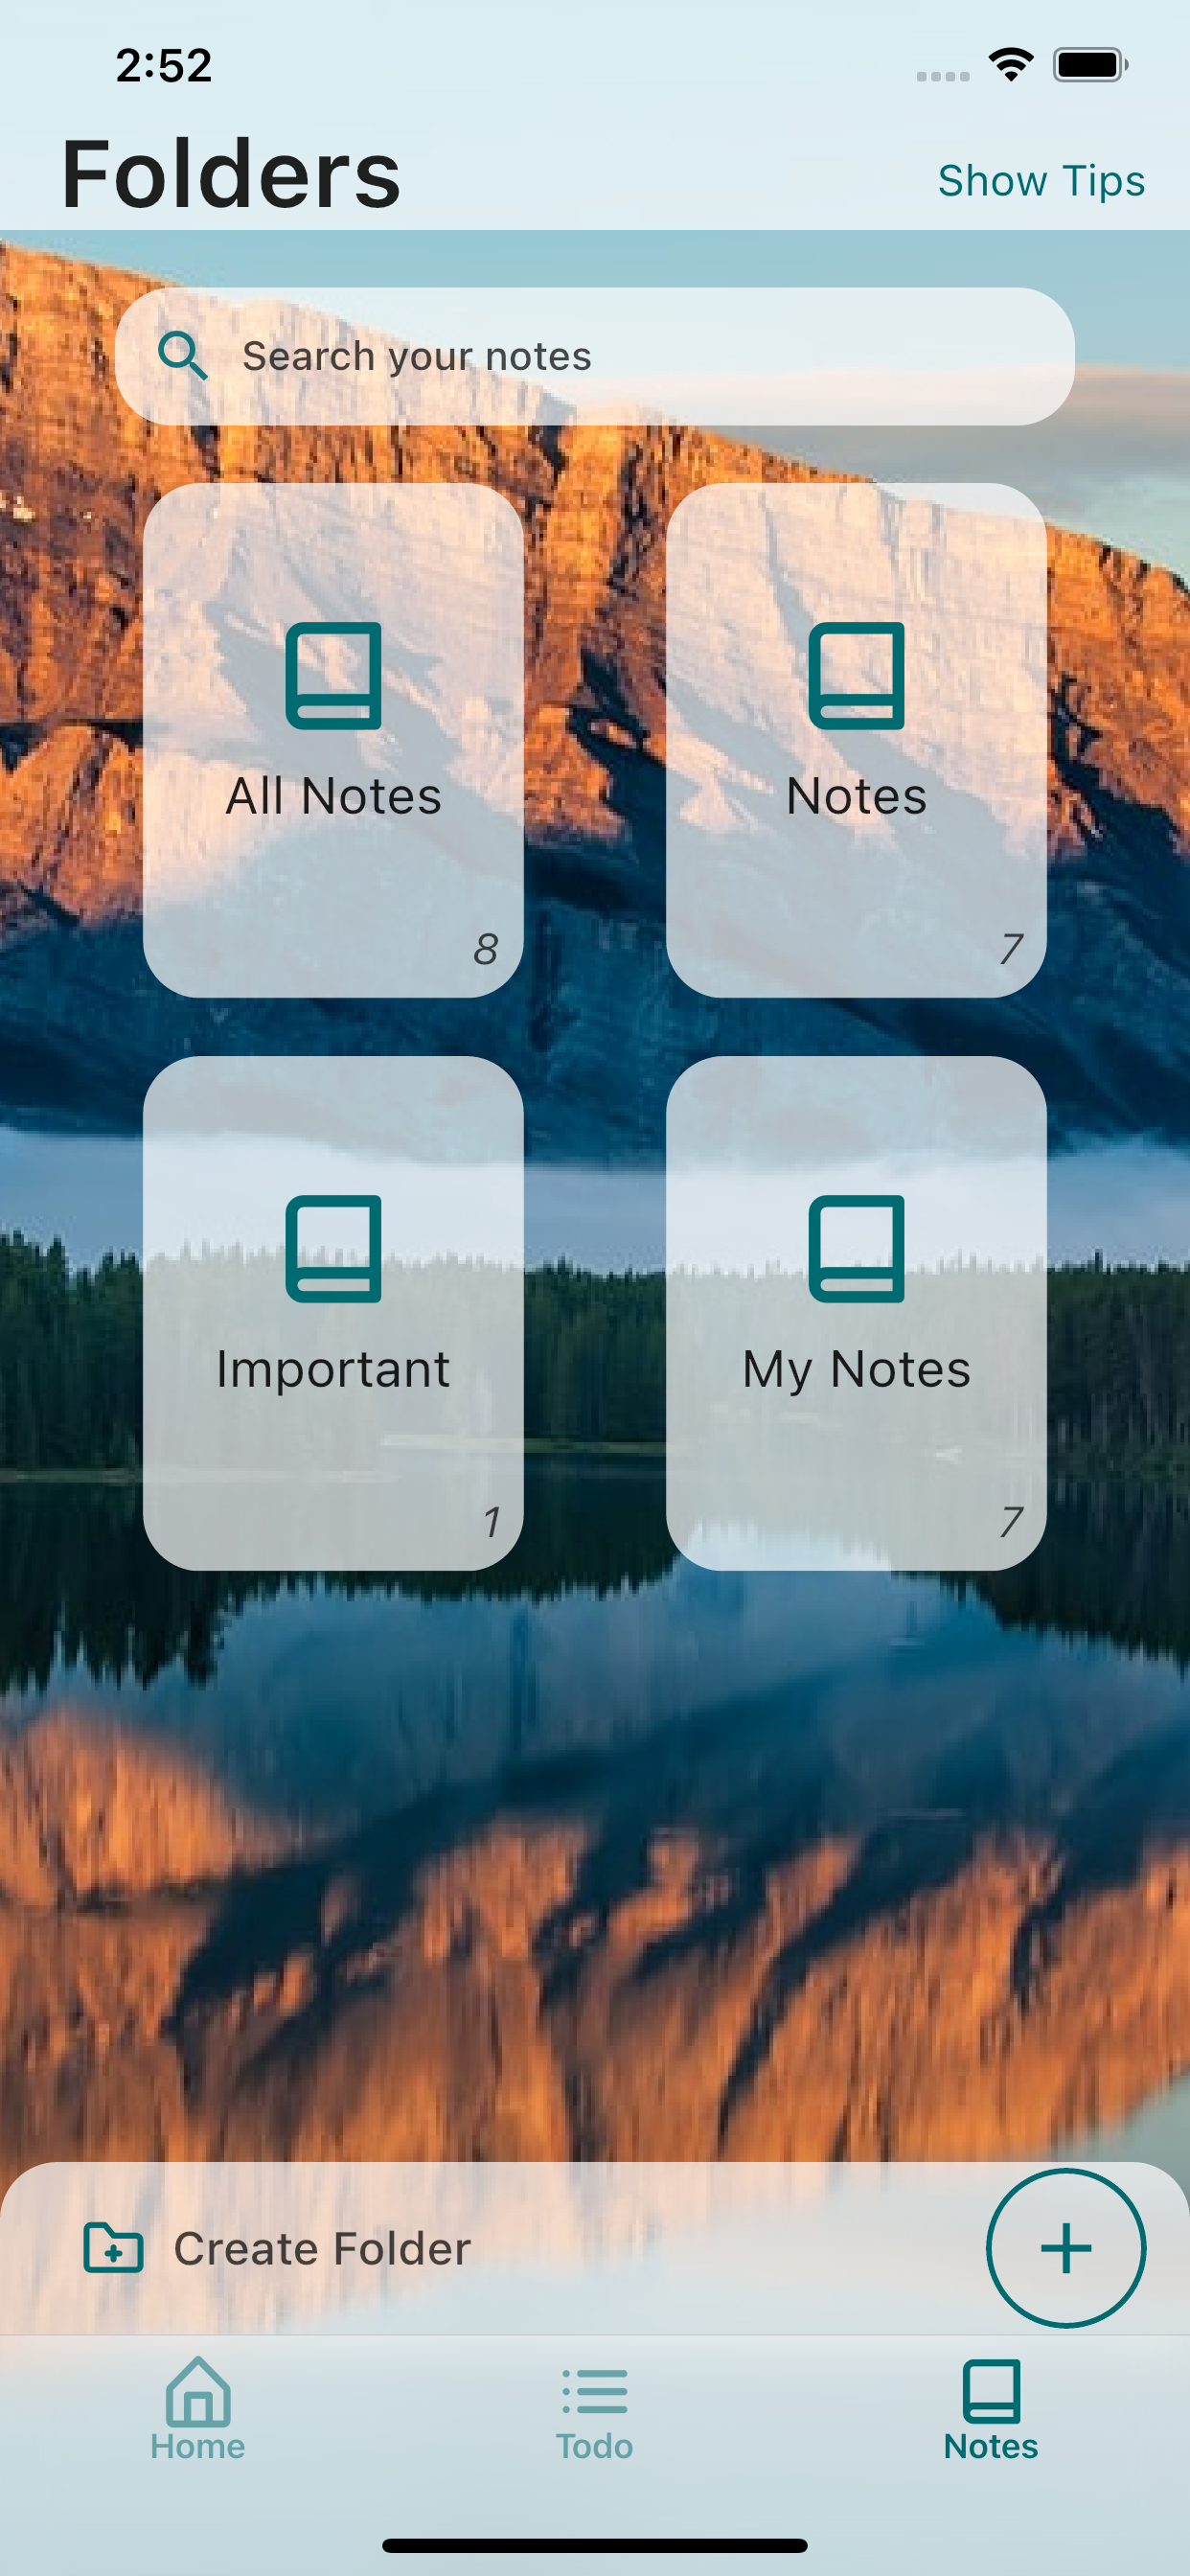 2:52
Folders
Show Tips
Search your notes
All Notes
8
Notes
7
Important
1
My Notes
7
Create Folder
Home
Todo
Notes